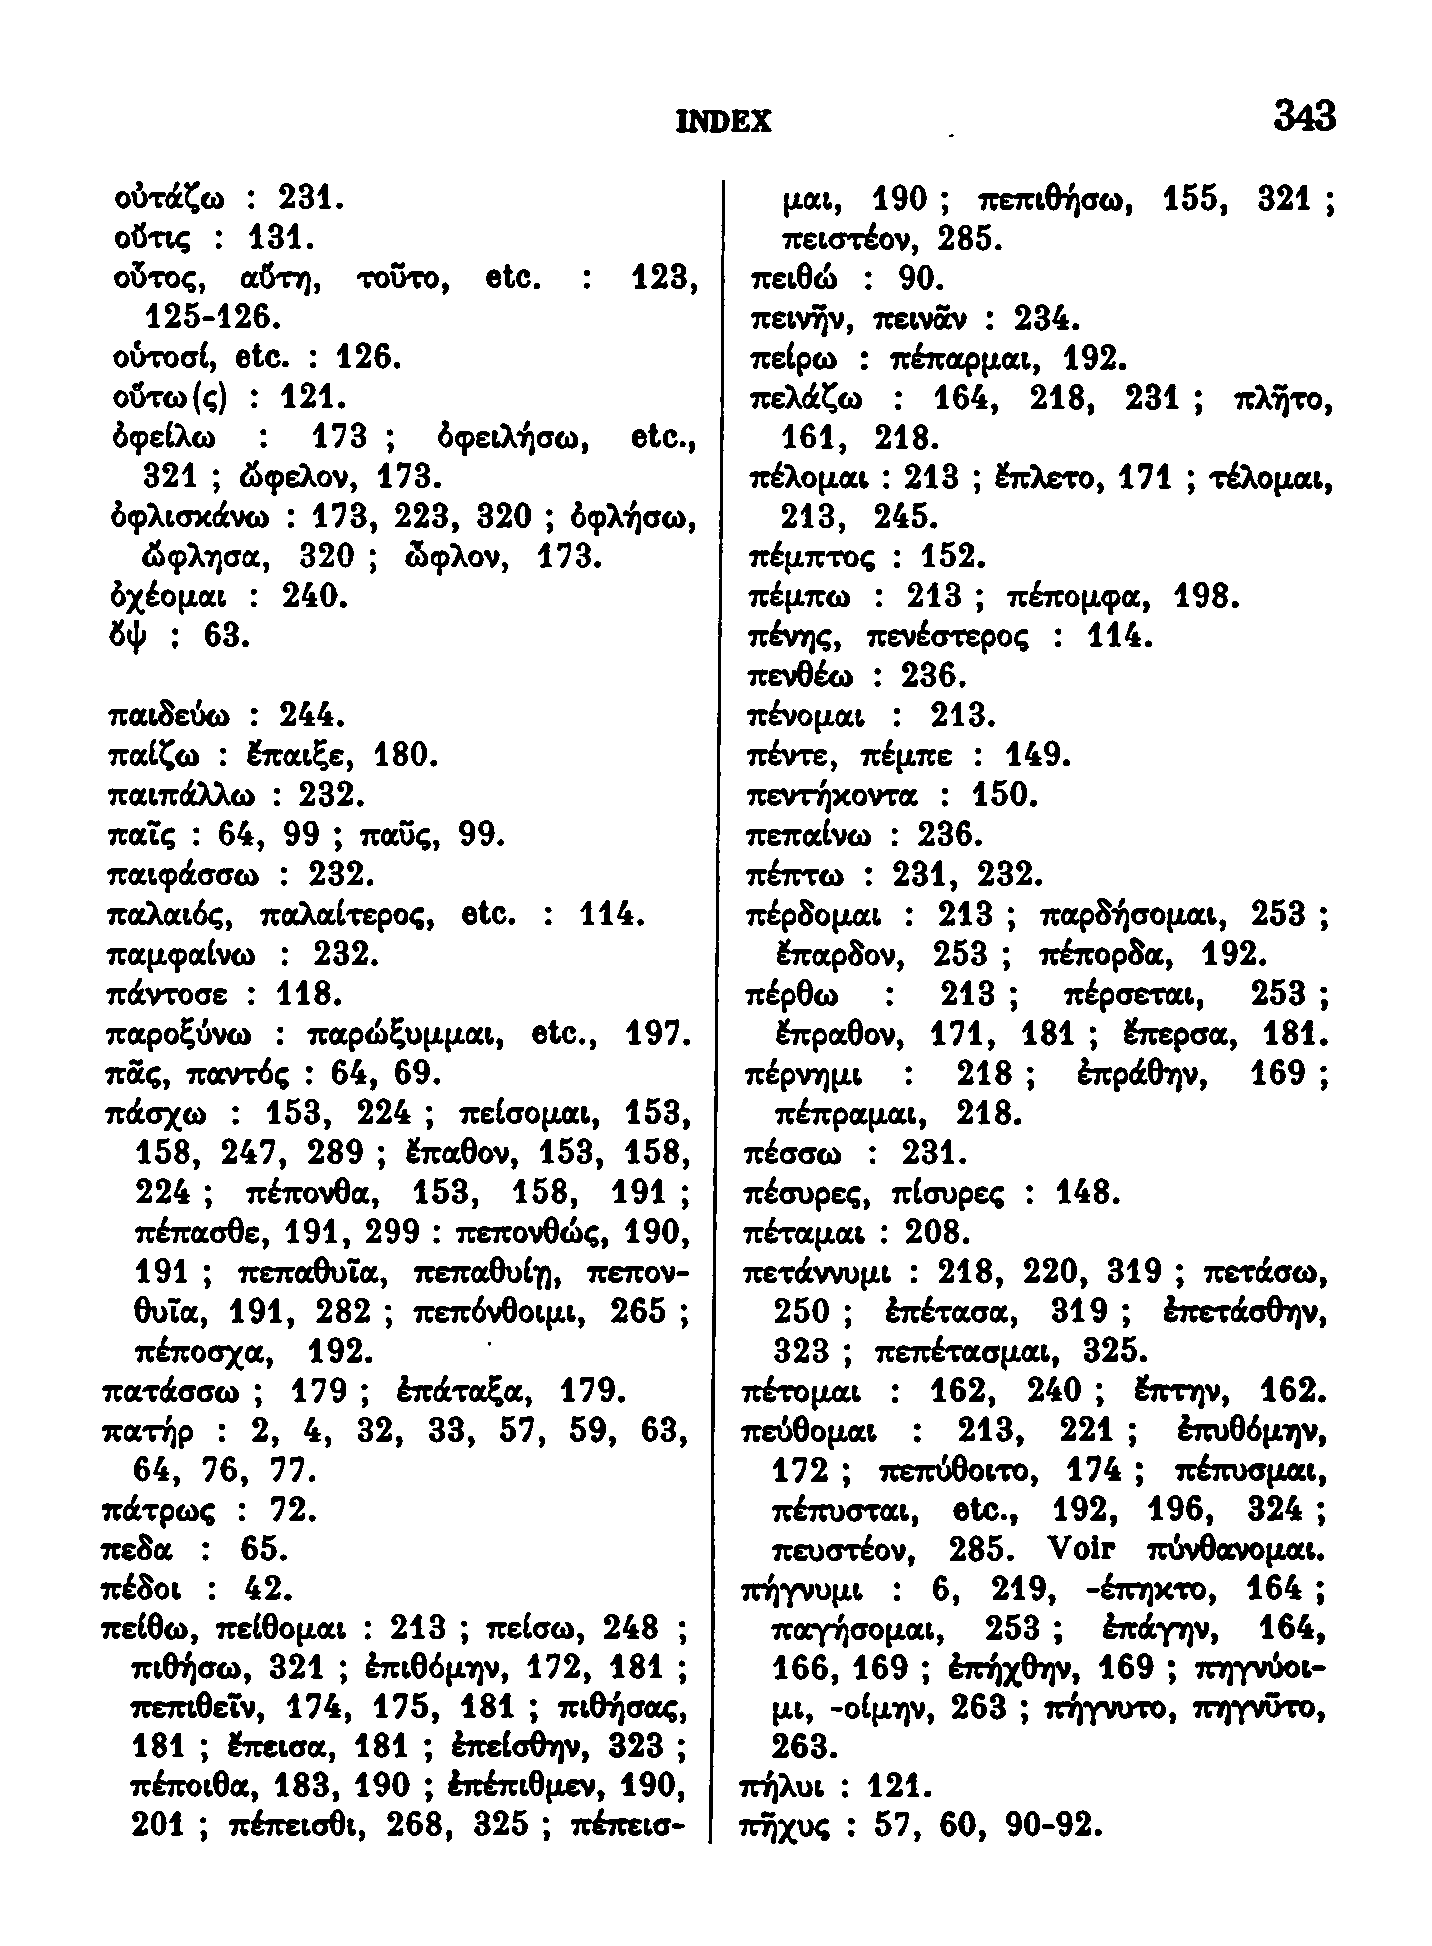 INDEX 343
οὐτάζω : 231.
οὔτις : 131.
οὗτος, αὕτη, τοῦτο, etc. : 123,
125-126.
οὑτοσί, etc. : 126.
οὕτω(ς) : 121.
ὀφείλω : 173 ; ὀφειλήσω, etc.,
321 ; ὤφελον, 173.
ὀφλισκάνω : 173, 223, 320 ; ὀφλήσω,
ὤφλησα, 320 ; ὦφλον, 173.
ὀχέομαι : 240.
ὄψ : 63.
παιδεύω : 244.
παίζω : ἔπαιξε, 180.
παιπάλλω : 232.
παῖς : 64, 99 ; παῦς, 99.
παιφάσσω : 232.
παλαιός, παλαίτερος, etc. : 114.
παμφαίνω : 232.
πάντοσε : 118.
παροξύνω : παρώξυμμαι, etc., 197.
πᾶς, παντός : 64, 69.
πάσχω : 153, 224 ; πείσομαι, 153,
158, 247, 289 ; ἔπαθον, 153, 158,
224 ; πέπονθα, 153, 158, 191 ;
πέπασθε, 191, 299 : πεπονθώς, 190,
191 ; πεπαθυῖα, πεπαθυίῃ, πεπον-
θυῖα, 191, 282 ; πεπόνθοιμι, 265 ;
πέποσχα, 192.
πατάσσω ; 179 ; ἐπάταξα, 179.
πατήρ : 2, 4, 32, 33, 57, 59, 63,
64, 76, 77.
πάτρως : 72.
πεδα : 65.
πέδοι : 42.
πείθω, πείθομαι : 213 ; πείσω, 248 ;
πιθήσω, 321 ; ἐπιθόμην, 172, 181 ;
πεπιθεῖν, 174, 175, 181 ; πιθήσας,
181 ; ἔπεισα, 181 ; ἐπείσθην, 323 ;
πέποιθα, 183, 190 ; ἐπέπιθμεν, 190,
201 ; πέπεισθι, 268, 325 ; πέπεισ-
μαι, 190 ; πεπιθήσω, 155, 321 ;
πειστέον, 285.
πειθώ : 90.
πεινῆν, πεινᾶν : 234.
πείρω : πέπαρμαι, 192.
πελάζω : 164, 218, 231 ; πλῆτο,
161, 218.
πέλομαι : 213 ; ἔπλετο, 171 ; τέλομαι,
213, 245.
πέμπτος : 152.
πέμπω : 213 ; πέπομφα, 198.
πένης, πενέστερος : 114.
πενθέω : 236.
πένομαι : 213.
πέντε, πέμπε : 149.
πεντήκοντα : 150.
πεπαίνω : 236.
πέπτω : 231, 232.
πέρδομαι : 213 ; παρδήσομαι, 253 ;
ἔπαρδον, 253 ; πέπορδα, 192.
πέρθω : 213 ; πέρσεται, 253 ;
ἔπραθον, 171, 181 ; ἔπερσα, 181.
πέρνημι : 218 ; ἐπράθην, 169 ;
πέπραμαι, 218.
πέσσω : 231.
πέσυρες, πίσυρες : 148.
πέταμαι : 208.
πετάννυμι : 218, 220, 319 ; πετάσω,
250 ; ἐπέτασα, 319 ; ἐπετάσθην,
323 ; πεπέτασμαι, 325.
πέτομαι : 162, 240 ; ἔπτην, 162.
πεύθομαι : 213, 221 ; ἐπυθόμην,
172 ; πεπύθοιτο, 174 ; πέπυσμαι,
πέπυσται, etc., 192, 196, 324 ;
πευστέον, 285. Voir πύνθανομαι.
πήγνυμι : 6, 219, -έπηκτο, 164 ;
παγήσομαι, 253 ; ἐπάγην, 164,
166, 169 ; ἐπήχθην, 169 ; πηγνύοι-
μι, -οίμην, 263 ; πήγνυτο, πηγνῦτο,
263.
πήλυι : 121.
πῆχυς : 57, 60, 90-92.